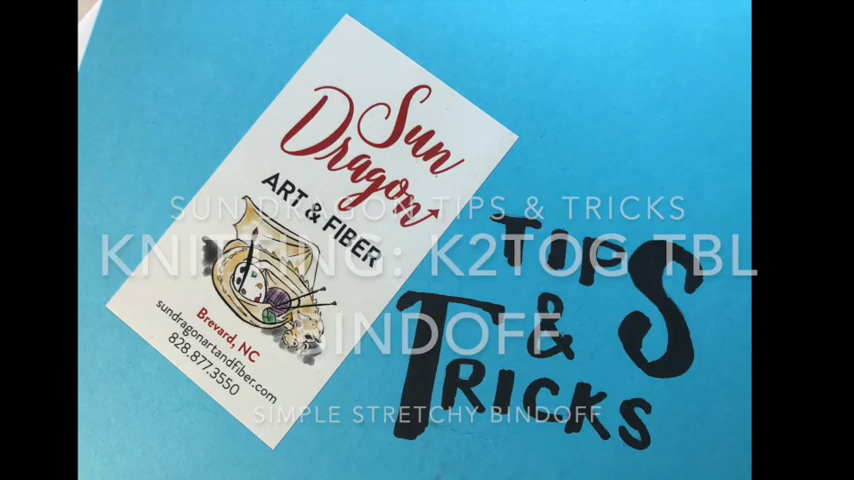 Sun
Dragon
ART & FIBER
Brevard, NC
sundragonartandfiber.com
828.877.3550
TIPS
&
TRICKS
SUN DRAGON TIPS & TRICKS
KNITTING: K2TOG TBL
BINDOFF
SIMPLE STRETCHY BINDOFF